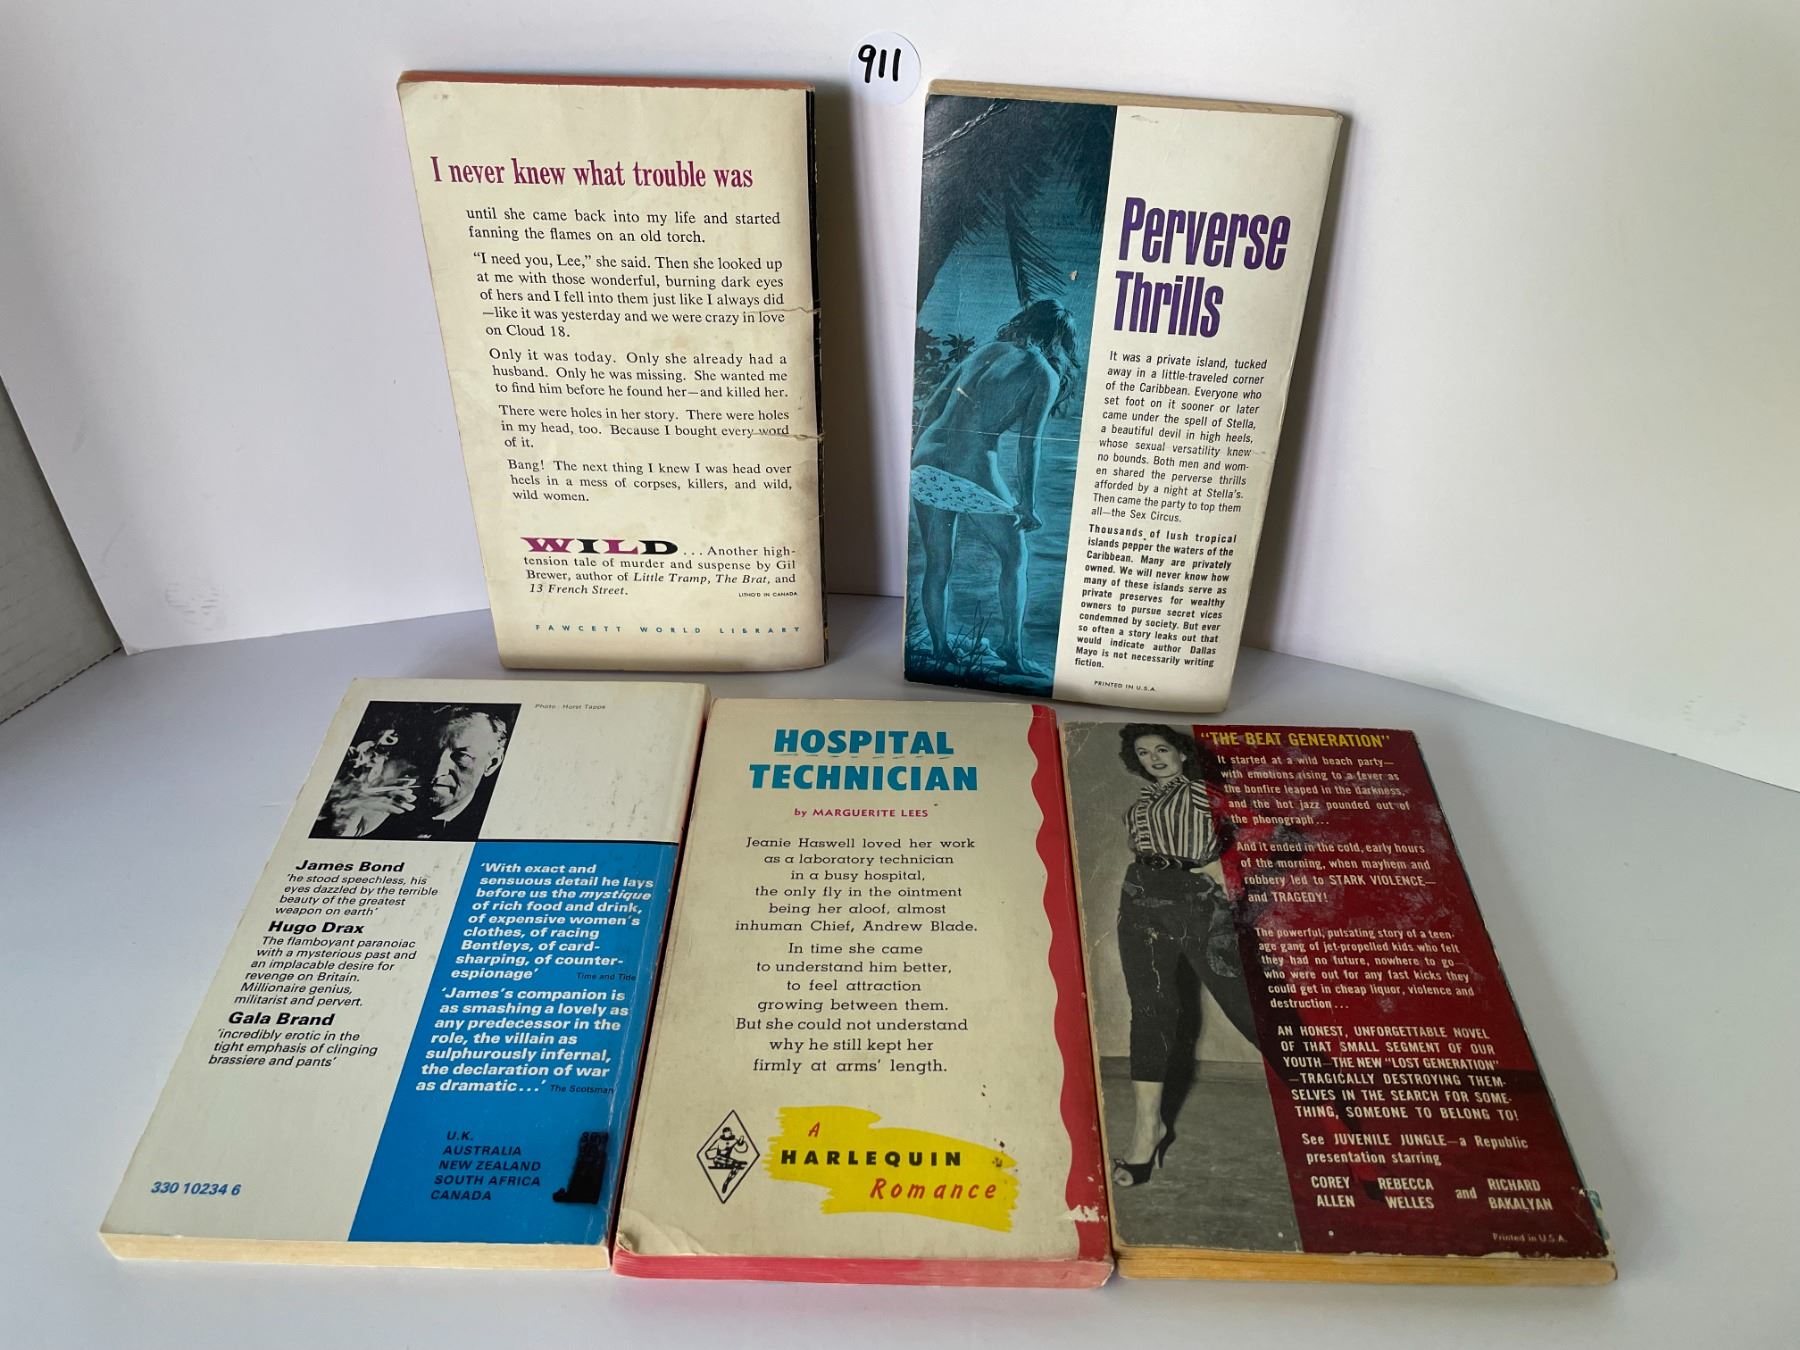 911
I never knew what trouble was
until she came back into my life and started
fanning the flames on an old torch.
“I need you, Lee,” she said. Then she looked up
at me with those wonderful, burning dark eyes
of hers and I fell into them just like I always did
—like it was yesterday and we were crazy in love
on Cloud 18.
Only it was today. Only she already had a
husband. Only he was missing. She wanted me
to find him before he found her—and killed her.
There were holes in her story. There were holes
in my head, too. Because I bought every word
of it.
Bang! The next thing I knew I was head over
heels in a mess of corpses, killers, and wild,
wild women.
WILD . . . Another high-
tension tale of murder and suspense by Gil
Brewer, author of Little Tramp, The Brat, and
13 French Street.
LITHO'D IN CANADA
FAWCETT WORLD LIBRARY
Perverse
Thrills
It was a private island, tucked
away in a little-traveled corner
of the Caribbean. Everyone who
set foot on it sooner or later
came under the spell of Stella,
a beautiful devil in high heels,
whose sexual versatility knew
no bounds. Both men and wom-
en shared the perverse thrills
afforded by a night at Stella's.
Then came the party to top them
all—the Sex Circus.
Thousands of lush tropical
islands pepper the waters of the
Caribbean. Many are privately
owned. We will never know how
many of these islands serve as
private preserves for wealthy
owners to pursue secret vices
condemned by society. But ever
so often a story leaks out that
would indicate author Dallas
Mayo is not necessarily writing
fiction.
PRINTED IN U.S.A.
Photo: Horst Tappe
James Bond
'he stood speechless, his
eyes dazzled by the terrible
beauty of the greatest
weapon on earth'
Hugo Drax
The flamboyant paranoiac
with a mysterious past and
an implacable desire for
revenge on Britain.
Millionaire genius,
militarist and pervert.
Gala Brand
'incredibly erotic in the
tight emphasis of clinging
brassiere and pants'
330 10234 6
'With exact and
sensuous detail he lays
before us the mystique
of rich food and drink,
of expensive women's
clothes, of racing
Bentleys, of card-
sharping, of counter-
espionage' Time and Tide
'James's companion is
as smashing a lovely as
any predecessor in the
role, the villain as
sulphurously infernal,
the declaration of war
as dramatic...' The Scotsman
U.K.
AUSTRALIA
NEW ZEALAND
SOUTH AFRICA
CANADA
HOSPITAL
TECHNICIAN
by MARGUERITE LEES
Jeanie Haswell loved her work
as a laboratory technician
in a busy hospital,
the only fly in the ointment
being her aloof, almost
inhuman Chief, Andrew Blade.
In time she came
to understand him better,
to feel attraction
growing between them.
But she could not understand
why he still kept her
firmly at arms' length.
A
HARLEQUIN
Romance
“THE BEAT GENERATION”
It started at a wild beach party—
with emotions rising to a fever as
the bonfire leaped in the darkness,
and the hot jazz pounded out of
the phonograph...
And it ended in the cold, early hours
of the morning, when mayhem and
robbery led to STARK VIOLENCE—
and TRAGEDY!
The powerful, pulsating story of a teen-
age gang of jet-propelled kids who felt
they had no future, nowhere to go—
who were out for any fast kicks they
could get in cheap liquor, violence and
destruction...
AN HONEST, UNFORGETTABLE NOVEL
OF THAT SMALL SEGMENT OF OUR
YOUTH—THE NEW "LOST GENERATION"
—TRAGICALLY DESTROYING THEM-
SELVES IN THE SEARCH FOR SOME-
THING, SOMEONE TO BELONG TO!
See JUVENILE JUNGLE—a Republic
presentation starring
COREY ALLEN REBECCA WELLES and RICHARD BAKALYAN
Printed in U.S.A.